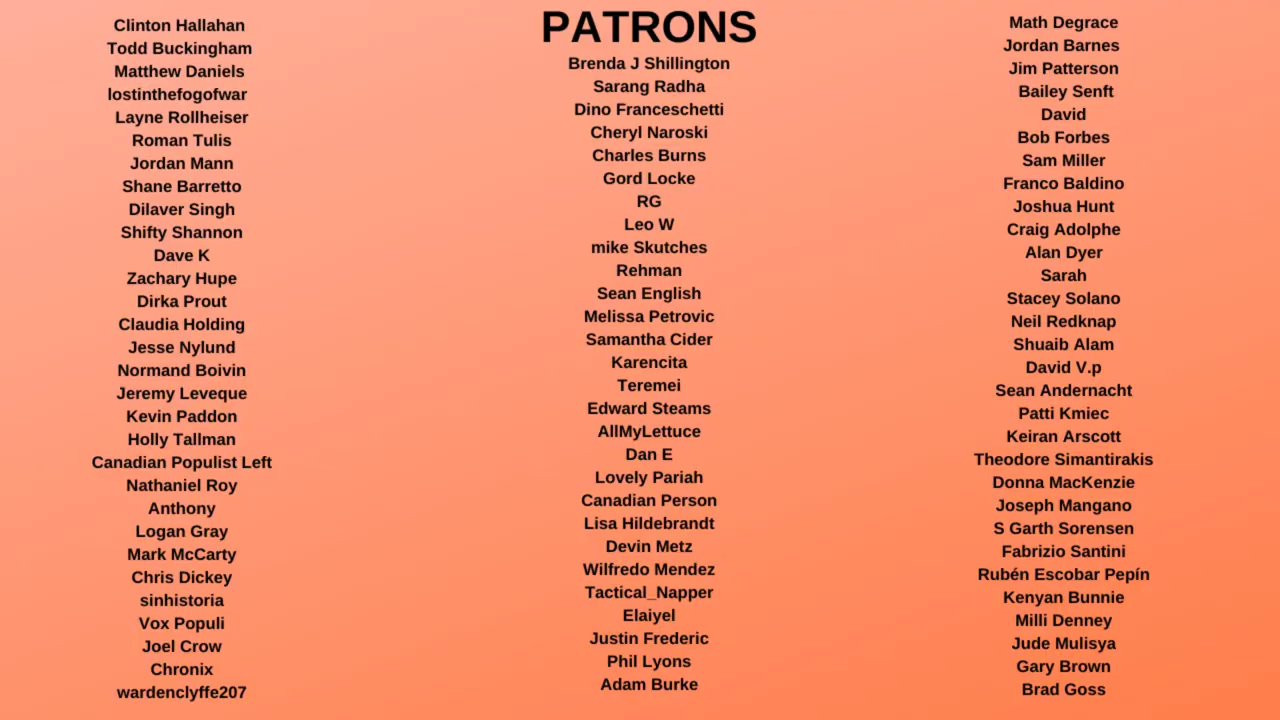 PATRONS
Clinton Hallahan
Todd Buckingham
Matthew Daniels
lostinthefogofwar
Layne Rollheiser
Roman Tulis
Jordan Mann
Shane Barretto
Dilaver Singh
Shifty Shannon
Dave K
Zachary Hupe
Dirka Prout
Claudia Holding
Jesse Nylund
Normand Boivin
Jeremy Leveque
Kevin Paddon
Holly Tallman
Canadian Populist Left
Nathaniel Roy
Anthony
Logan Gray
Mark McCarty
Chris Dickey
sinhistoria
Vox Populi
Joel Crow
Chronix
wardenclyffe207
Brenda J Shillington
Sarang Radha
Dino Franceschetti
Cheryl Naroski
Charles Burns
Gord Locke
RG
Leo W
mike Skutches
Rehman
Sean English
Melissa Petrovic
Samantha Cider
Karencita
Teremei
Edward Steams
AllMyLettuce
Dan E
Lovely Pariah
Canadian Person
Lisa Hildebrandt
Devin Metz
Wilfredo Mendez
Tactical_Napper
Elaiyel
Justin Frederic
Phil Lyons
Adam Burke
Math Degrace
Jordan Barnes
Jim Patterson
Bailey Senft
David
Bob Forbes
Sam Miller
Franco Baldino
Joshua Hunt
Craig Adolphe
Alan Dyer
Sarah
Stacey Solano
Neil Redknap
Shuaib Alam
David V.p
Sean Andernacht
Patti Kmiec
Keiran Arscott
Theodore Simantirakis
Donna MacKenzie
Joseph Mangano
S Garth Sorensen
Fabrizio Santini
Rubén Escobar Pepín
Kenyan Bunnie
Milli Denney
Jude Mulisya
Gary Brown
Brad Goss